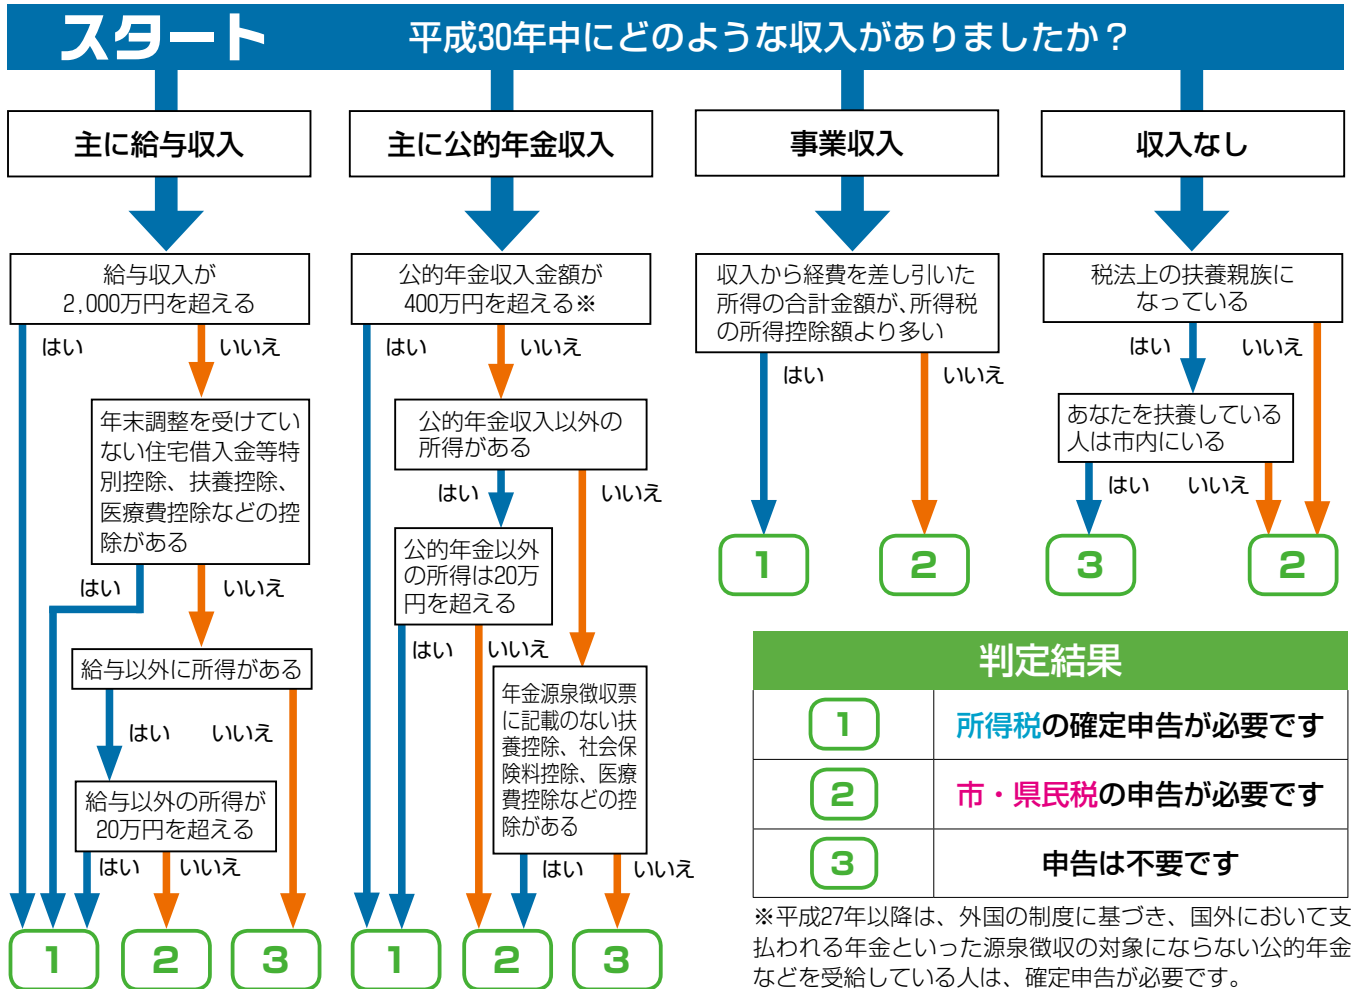 スタート 平成30年中にどのような収入がありましたか？
主に給与収入
給与収入が
2,000万円を超える
はい
いいえ
年末調整を受けてい
ない住宅借入金等特
別控除、扶養控除、
医療費控除などの控
除がある
はい
いいえ
給与以外に所得がある
はい
いいえ
給与以外の所得が
20万円を超える
はい
いいえ
1
2
3
主に公的年金収入
公的年金収入金額が
400万円を超える※
はい
いいえ
公的年金収入以外の
所得がある
はい
いいえ
公的年金以外
の所得は20万
円を超える
はい
いいえ
年金源泉徴収票
に記載のない扶
養控除、社会保
険料控除、医療
費控除などの控
除がある
はい
いいえ
1
2
3
事業収入
収入から経費を差し引いた
所得の合計金額が、所得税
の所得控除額より多い
はい
いいえ
1
2
収入なし
税法上の扶養親族に
なっている
はい
いいえ
あなたを扶養している
人は市内にいる
はい
いいえ
3
2
判定結果
1 所得税の確定申告が必要です
2 市・県民税の申告が必要です
3 申告は不要です
※平成27年以降は、外国の制度に基づき、国外において支
払われる年金といった源泉徴収の対象にならない公的年金
などを受給している人は、確定申告が必要です。